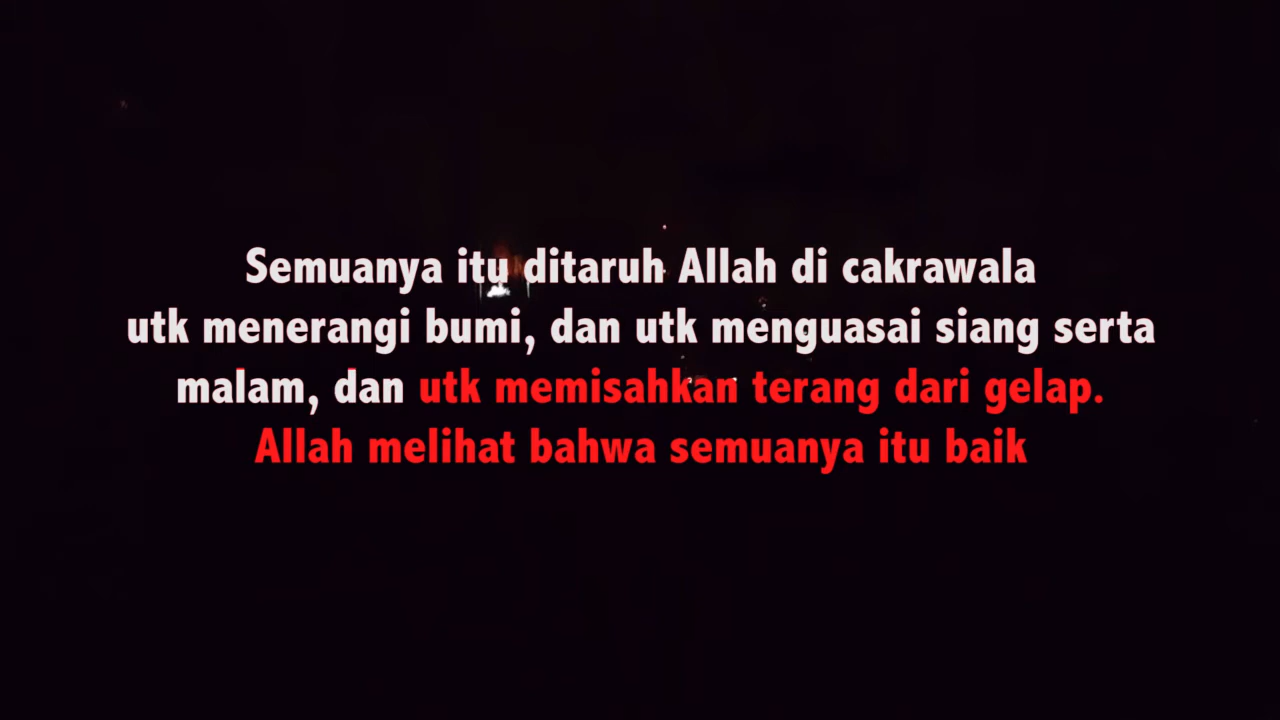 Semuanya itu ditaruh Allah di cakrawala
utk menerangi bumi, dan utk menguasai siang serta
malam, dan utk memisahkan terang dari gelap.
Allah melihat bahwa semuanya itu baik